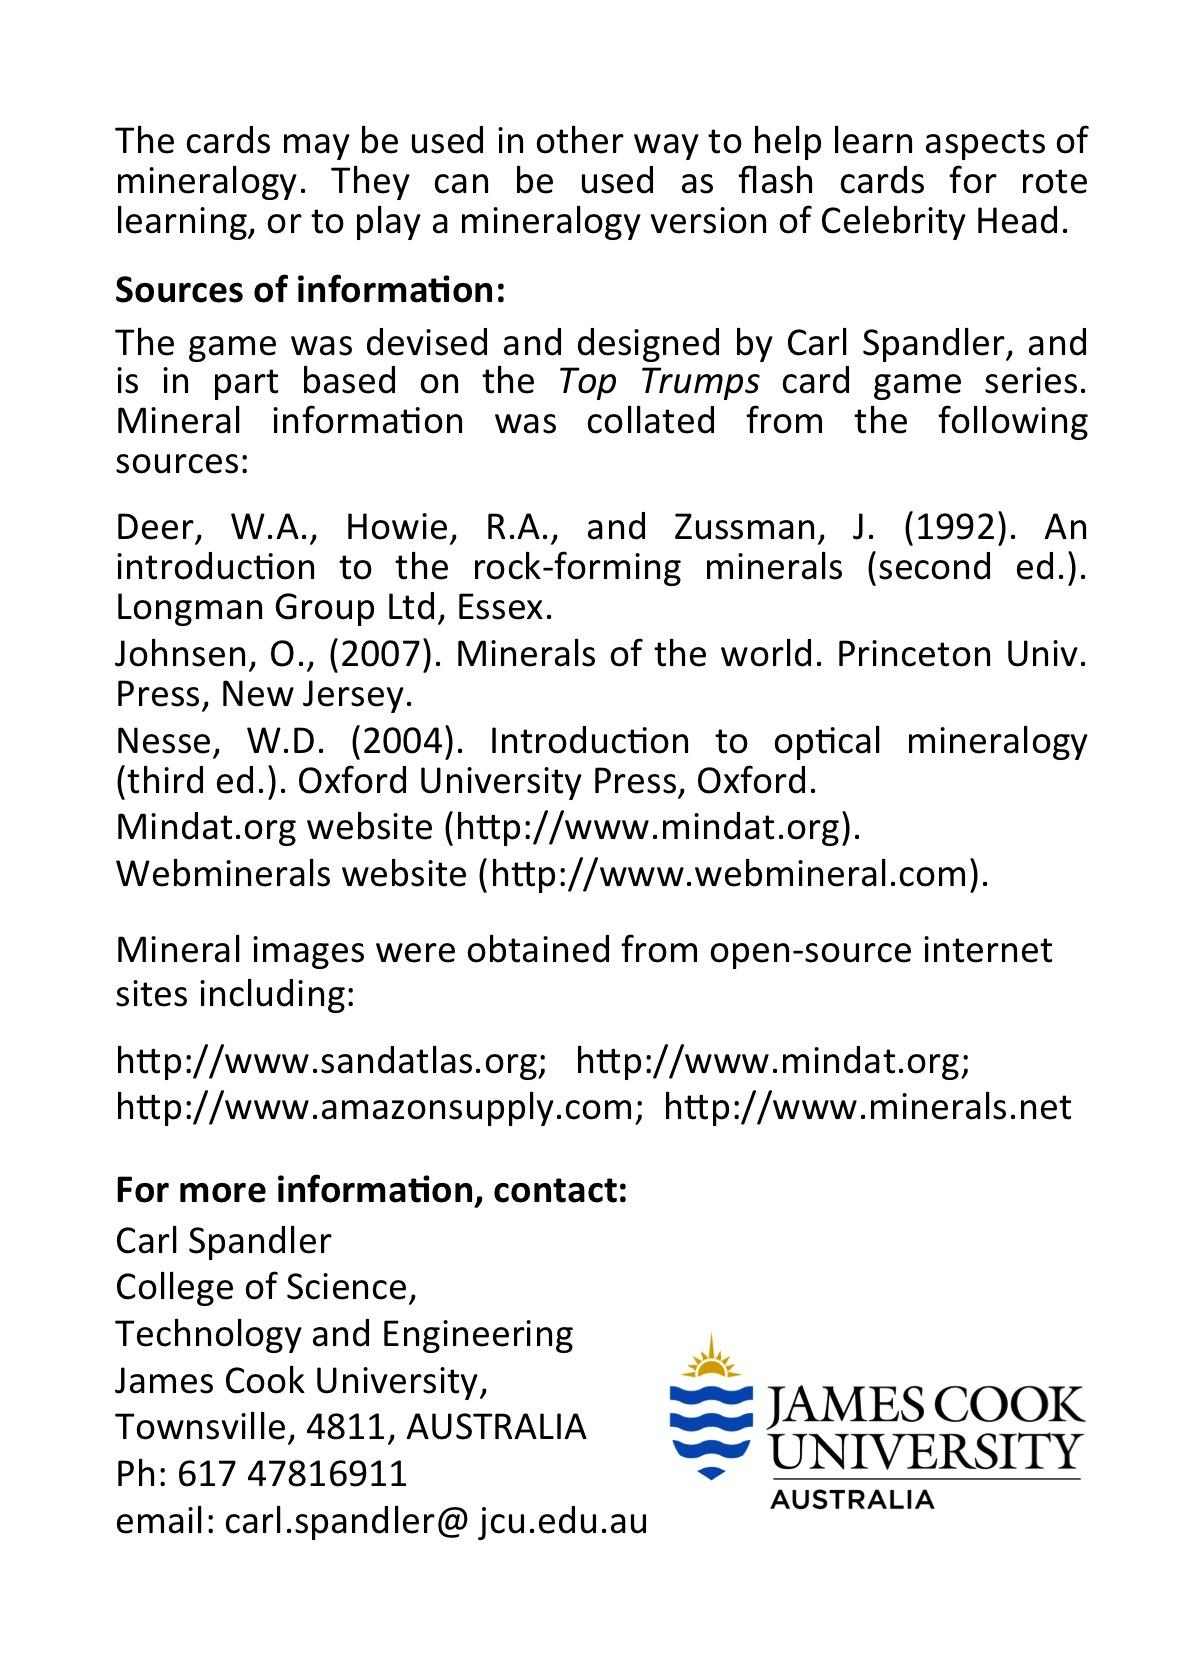 The cards may be used in other way to help learn aspects of
mineralogy. They can be used as flash cards for rote
learning, or to play a mineralogy version of Celebrity Head.
Sources of information:
The game was devised and designed by Carl Spandler, and
is in part based on the Top Trumps card game series.
Mineral information was collated from the following
sources:
Deer, W.A., Howie, R.A., and Zussman, J. (1992). An
introduction to the rock-forming minerals (second ed.).
Longman Group Ltd, Essex.
Johnsen, O., (2007). Minerals of the world. Princeton Univ.
Press, New Jersey.
Nesse, W.D. (2004). Introduction to optical mineralogy
(third ed.). Oxford University Press, Oxford.
Mindat.org website (http://www.mindat.org).
Webminerals website (http://www.webmineral.com).
Mineral images were obtained from open-source internet
sites including:
http://www.sandatlas.org; http://www.mindat.org;
http://www.amazonsupply.com; http://www.minerals.net
For more information, contact:
Carl Spandler
College of Science,
Technology and Engineering
James Cook University,
Townsville, 4811, AUSTRALIA
Ph: 617 47816911
email: carl.spandler@ jcu.edu.au
JAMES COOK
UNIVERSITY
AUSTRALIA